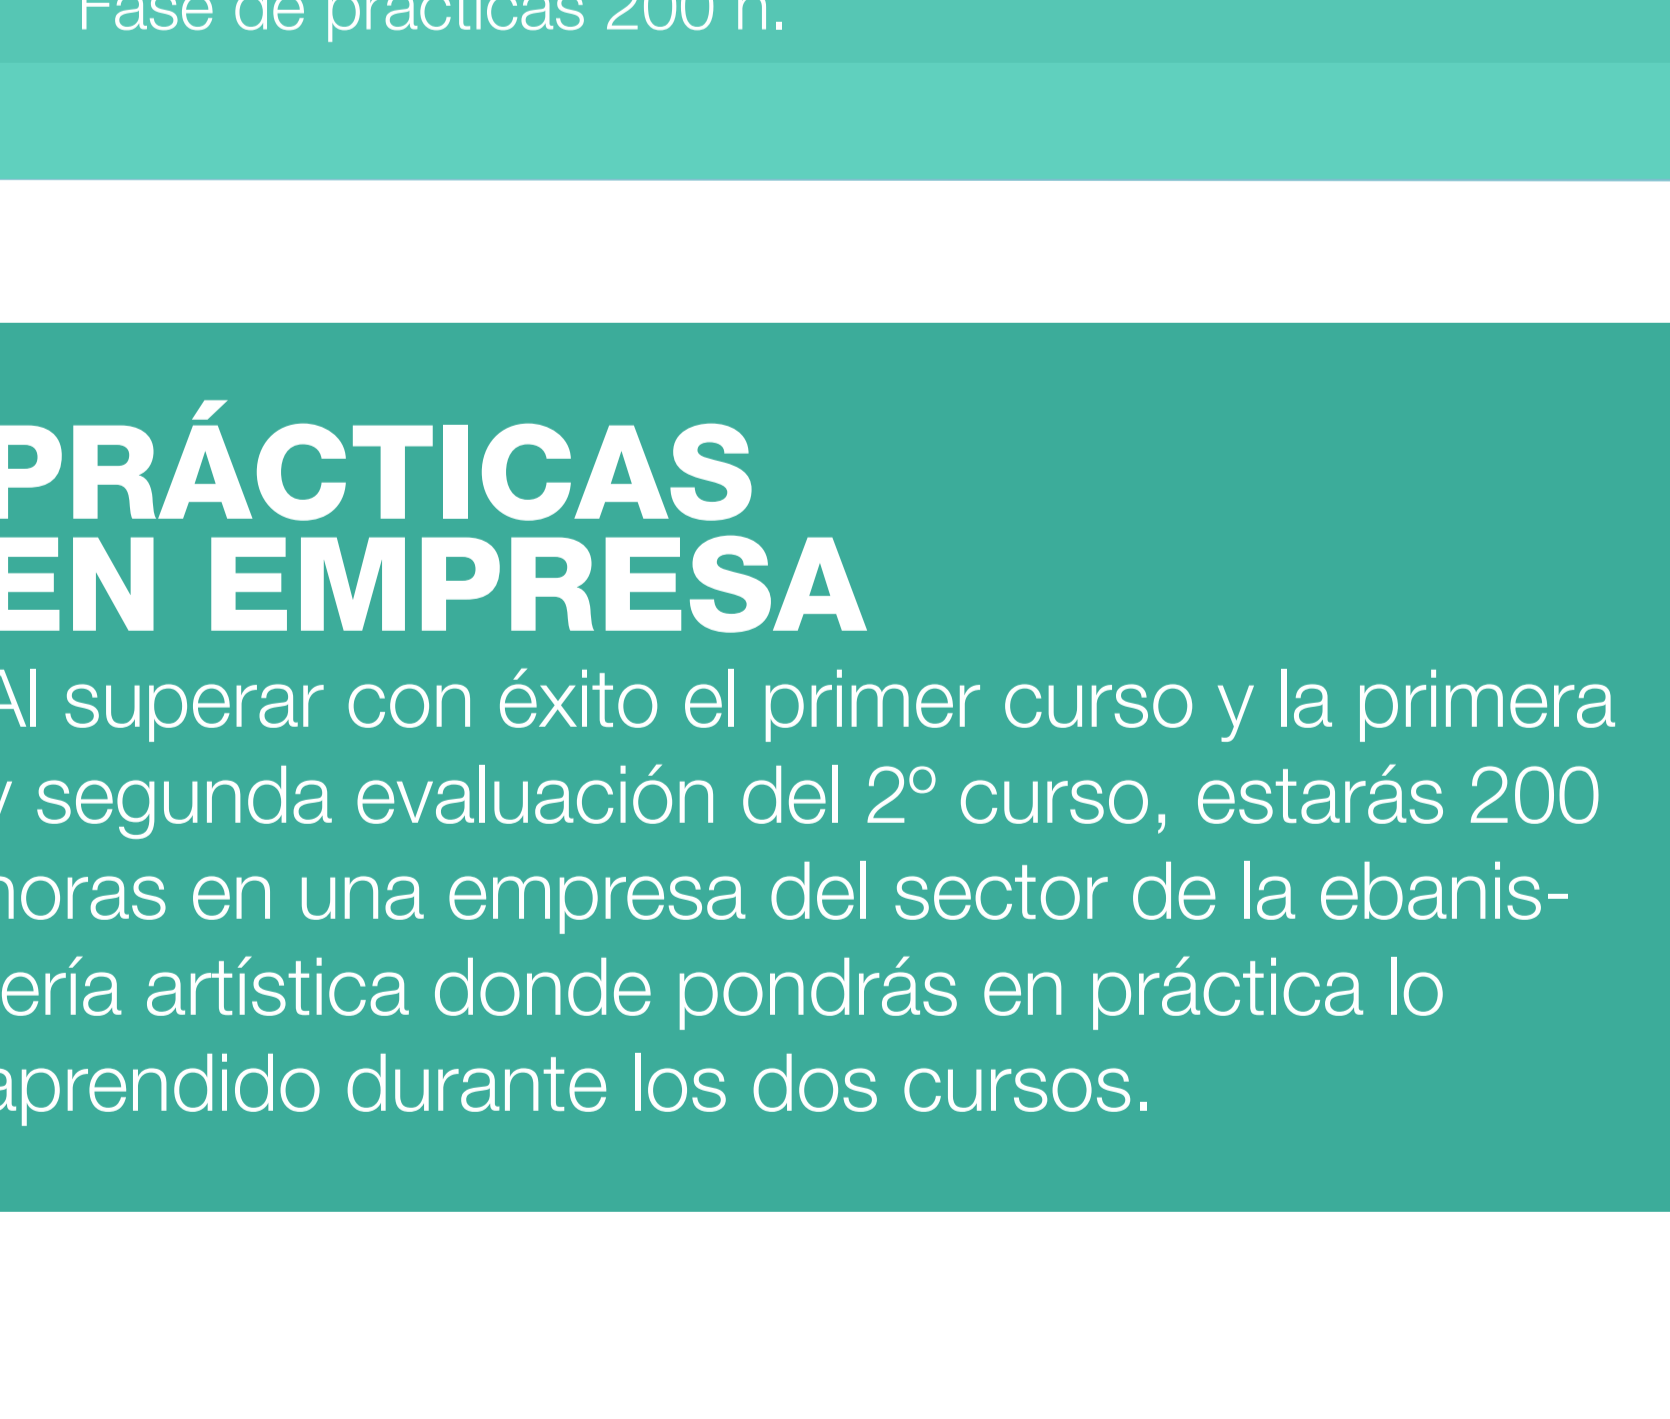 Fase de prácticas 200 h.
PRÁCTICAS
EN EMPRESA
Al superar con éxito el primer curso y la primera
y segunda evaluación del 2º curso, estarás 200
horas en una empresa del sector de la ebanis-
tería artística donde pondrás en práctica lo
aprendido durante los dos cursos.